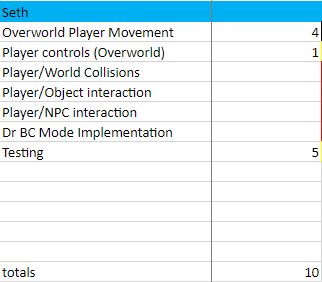 Seth
Overworld Player Movement 4
Player controls (Overworld) 1
Player/World Collisions
Player/Object interaction
Player/NPC interaction
Dr BC Mode Implementation
Testing 5
totals 10